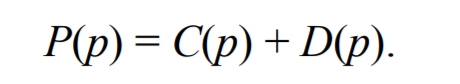 P(p) = C(p) + D(p).